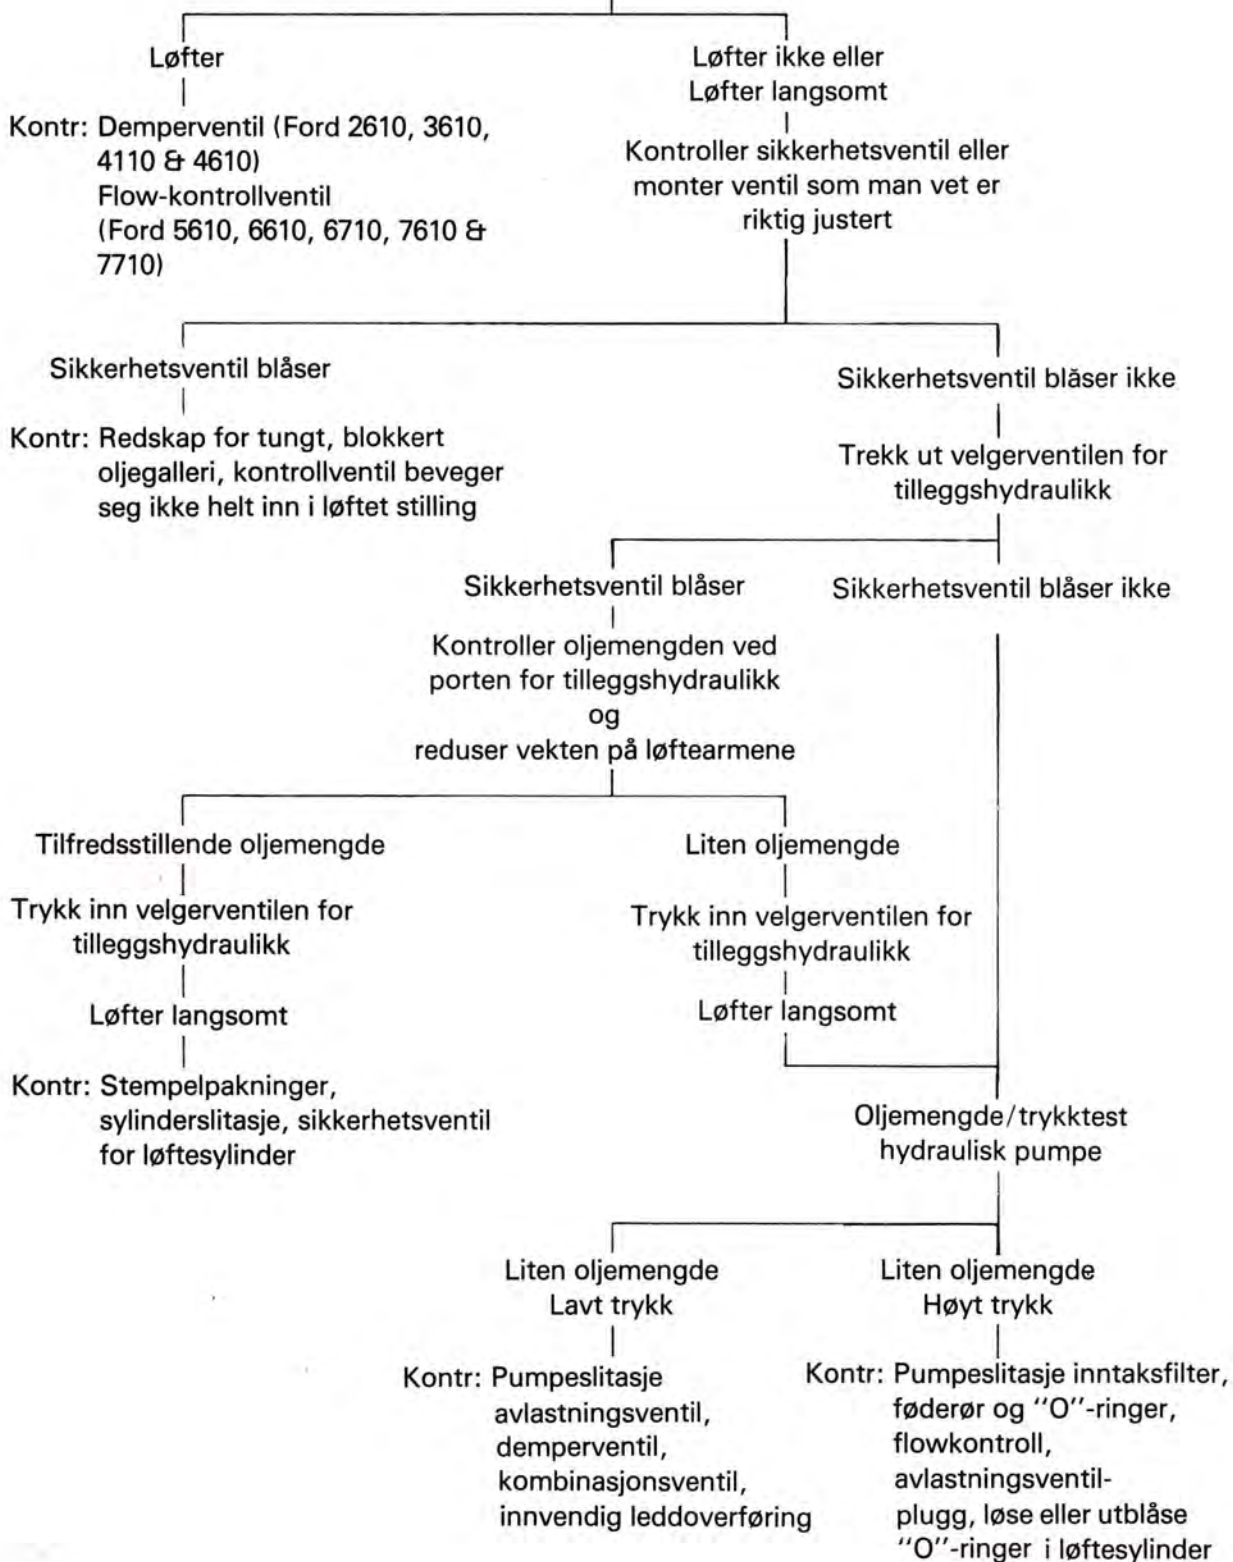 Løfter
Kontr: Demperventil (Ford 2610, 3610,
4110 & 4610)
Flow-kontrollventil
(Ford 5610, 6610, 6710, 7610 &
7710)
Løfter ikke eller
Løfter langsomt
Kontroller sikkerhetsventil eller
monter ventil som man vet er
riktig justert
Sikkerhetsventil blåser
Kontr: Redskap for tungt, blokkert
oljegalleri, kontrollventil beveger
seg ikke helt inn i løftet stilling
Sikkerhetsventil blåser ikke
Trekk ut velgerventilen for
tilleggshydraulikk
Sikkerhetsventil blåser
Kontroller oljemengden ved
porten for tilleggshydraulikk
og
reduser vekten på løftearmene
Sikkerhetsventil blåser ikke
Tilfredsstillende oljemengde
Trykk inn velgerventilen for
tilleggshydraulikk
Løfter langsomt
Kontr: Stempelpakninger,
sylinderslitasje, sikkerhetsventil
for løftesylinder
Liten oljemengde
Trykk inn velgerventilen for
tilleggshydraulikk
Løfter langsomt
Oljemengde/trykktest
hydraulisk pumpe
Liten oljemengde
Lavt trykk
Kontr: Pumpeslitasje
avlastningsventil,
demperventil,
kombinasjonsventil,
innvendig leddoverføring
Liten oljemengde
Høyt trykk
Kontr: Pumpeslitasje inntaksfilter,
føderør og "O"-ringer,
flowkontroll,
avlastningsventil-
plugg, løse eller utblåse
"O"-ringer i løftesylinder